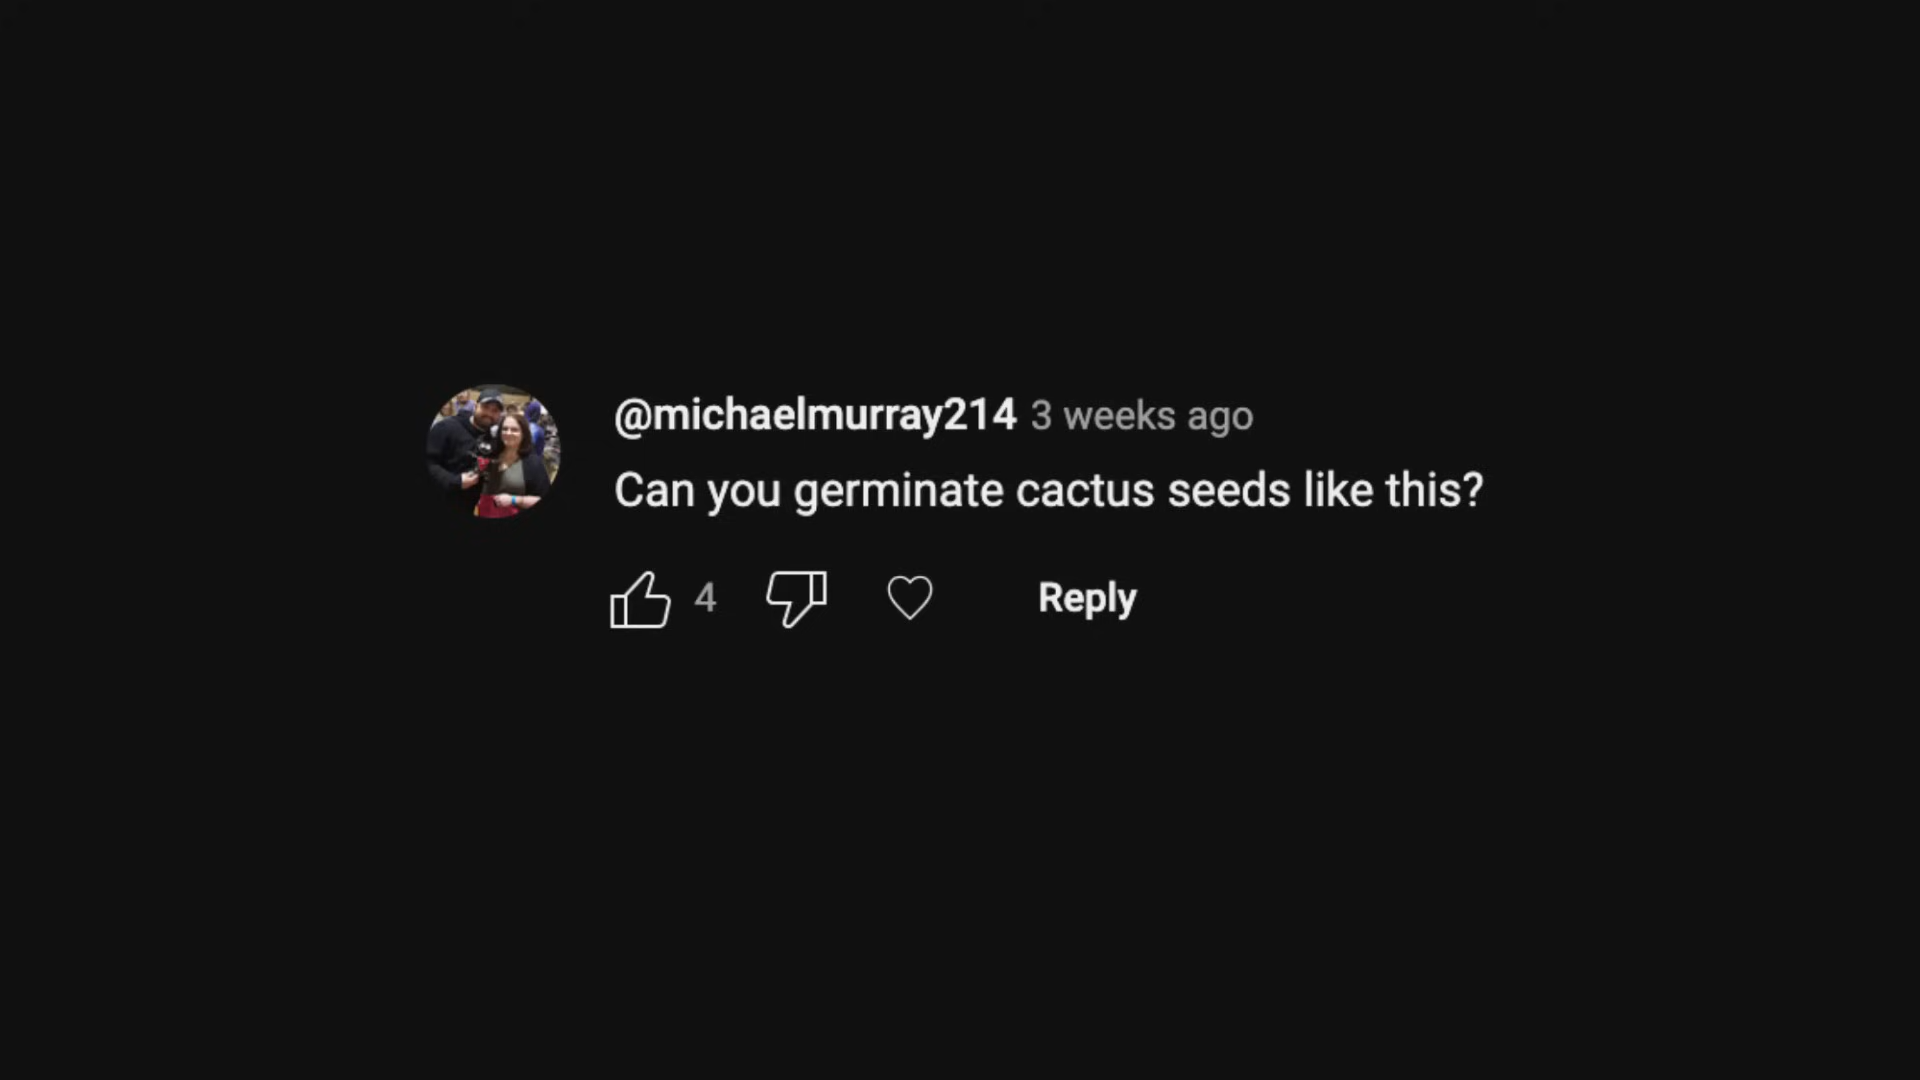 @michaelmurray214 3 weeks ago
Can you germinate cactus seeds like this?
4 Reply